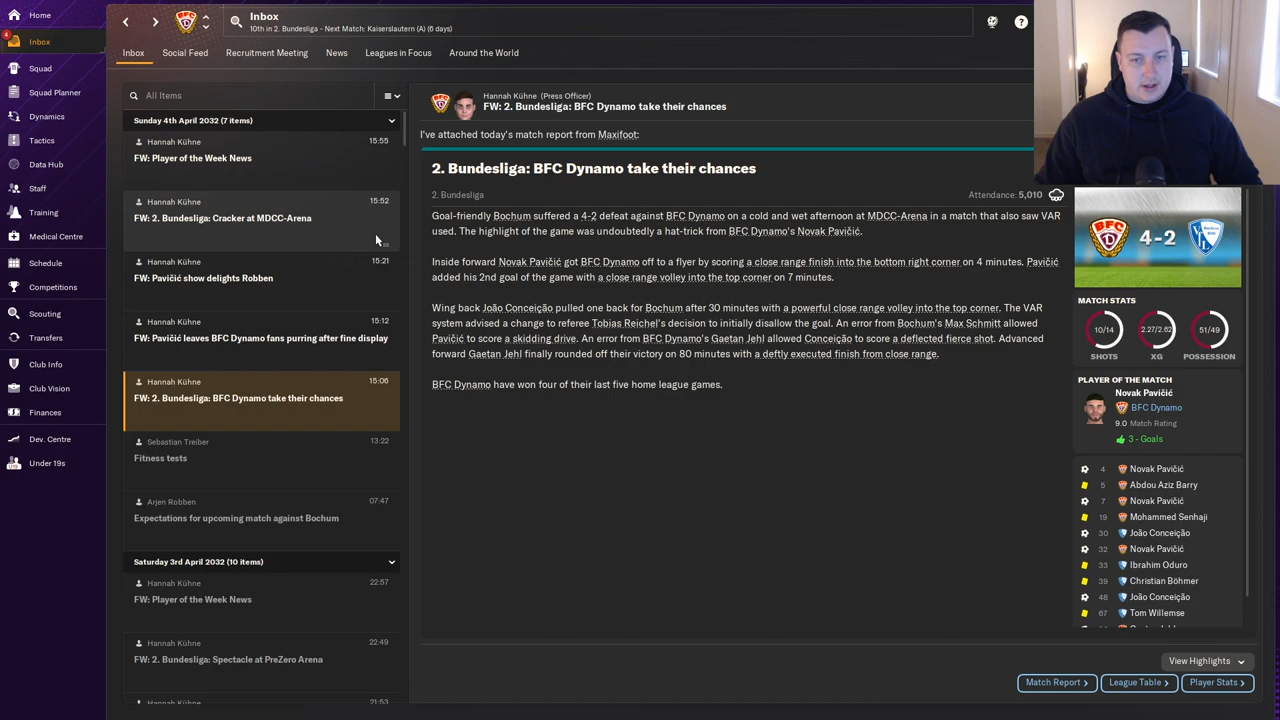 Home
4
Inbox
Squad
Squad Planner
Dynamics
Tactics
Data Hub
Staff
Training
Medical Centre
Schedule
Competitions
Scouting
Transfers
Club Info
Club Vision
Finances
Dev. Centre
Under 19s
Inbox
10th in 2. Bundesliga - Next Match: Kaiserslautern (A) (6 days)
?
Inbox
Social Feed
Recruitment Meeting
News
Leagues in Focus
Around the World
All Items
Sunday 4th April 2032 (7 items)
Hannah Kühne 15:55
FW: Player of the Week News
Hannah Kühne 15:52
FW: 2. Bundesliga: Cracker at MDCC-Arena
Hannah Kühne 15:21
FW: Pavičić show delights Robben
Hannah Kühne 15:12
FW: Pavičić leaves BFC Dynamo fans purring after fine display
Hannah Kühne 15:06
FW: 2. Bundesliga: BFC Dynamo take their chances
Sebastian Treiber 13:22
Fitness tests
Arjen Robben 07:47
Expectations for upcoming match against Bochum
Saturday 3rd April 2032 (10 items)
Hannah Kühne 22:57
FW: Player of the Week News
Hannah Kühne 22:49
FW: 2. Bundesliga: Spectacle at PreZero Arena
Hannah Kühne 21:53
Hannah Kühne (Press Officer)
FW: 2. Bundesliga: BFC Dynamo take their chances
I've attached today's match report from Maxifoot:
2. Bundesliga: BFC Dynamo take their chances
2. Bundesliga
Attendance: 5,010
Goal-friendly Bochum suffered a 4-2 defeat against BFC Dynamo on a cold and wet afternoon at MDCC-Arena in a match that also saw VAR
used. The highlight of the game was undoubtedly a hat-trick from BFC Dynamo's Novak Pavičić.
Inside forward Novak Pavičić got BFC Dynamo off to a flyer by scoring a close range finish into the bottom right corner on 4 minutes. Pavičić
added his 2nd goal of the game with a close range volley into the top corner on 7 minutes.
Wing back João Conceição pulled one back for Bochum after 30 minutes with a powerful close range volley into the top corner. The VAR
system advised a change to referee Tobias Reichel's decision to initially disallow the goal. An error from Bochum's Max Schmitt allowed
Pavičić to score a skidding drive. An error from BFC Dynamo's Gaetan Jehl allowed Conceição to score a deflected fierce shot. Advanced
forward Gaetan Jehl finally rounded off their victory on 80 minutes with a deftly executed finish from close range.
BFC Dynamo have won four of their last five home league games.
4-2
MATCH STATS
10/14
2.27/2.62
51/49
SHOTS
XG
POSSESSION
PLAYER OF THE MATCH
Novak Pavičić
BFC Dynamo
9.0 Match Rating
3 - Goals
4 Novak Pavičić
5 Abdou Aziz Barry
7 Novak Pavičić
19 Mohammed Senhaji
30 João Conceição
32 Novak Pavičić
33 Ibrahim Oduro
39 Christian Böhmer
48 João Conceição
67 Tom Willemse
View Highlights
Match Report
League Table
Player Stats